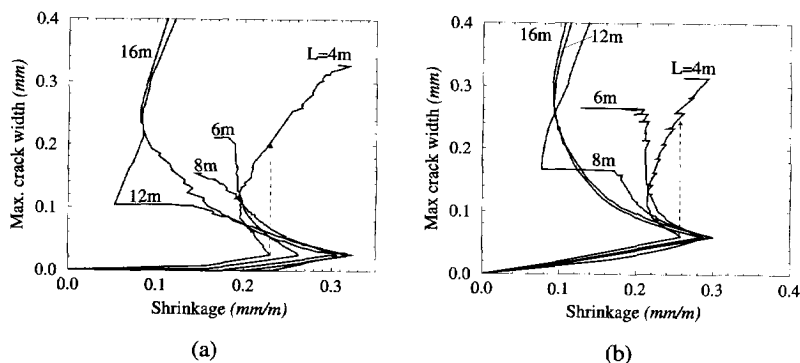 0.4
0.3
0.2
0.1
0.0
Max. crack width (mm)
16m
L=4m
6m
8m
12m
0.0
0.1
0.2
0.3
Shrinkage (mm/m)
(a)
0.4
0.3
0.2
0.1
0.0
Max crack width (mm)
16m
12m
L=4m
6m
8m
0.0
0.1
0.2
0.3
0.4
Shrinkage (mm/m)
(b)